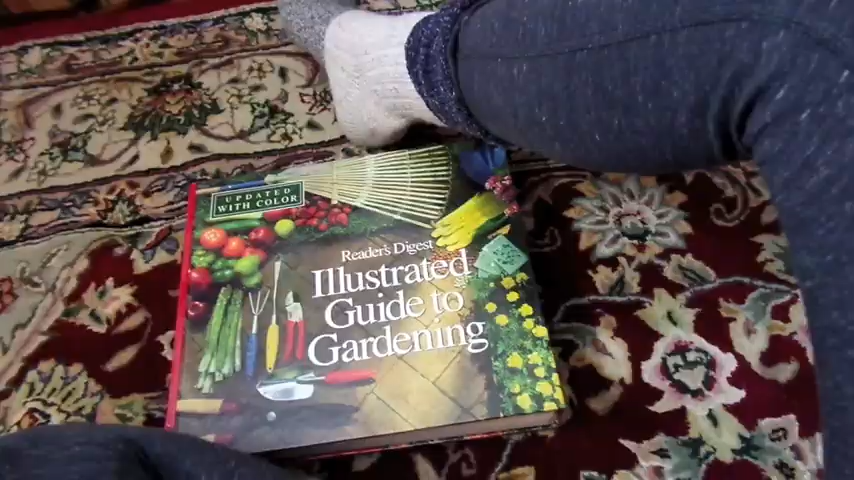 UPDATED
WITH COLOR
Reader's Digest
Illustrated
Guide to
Gardening